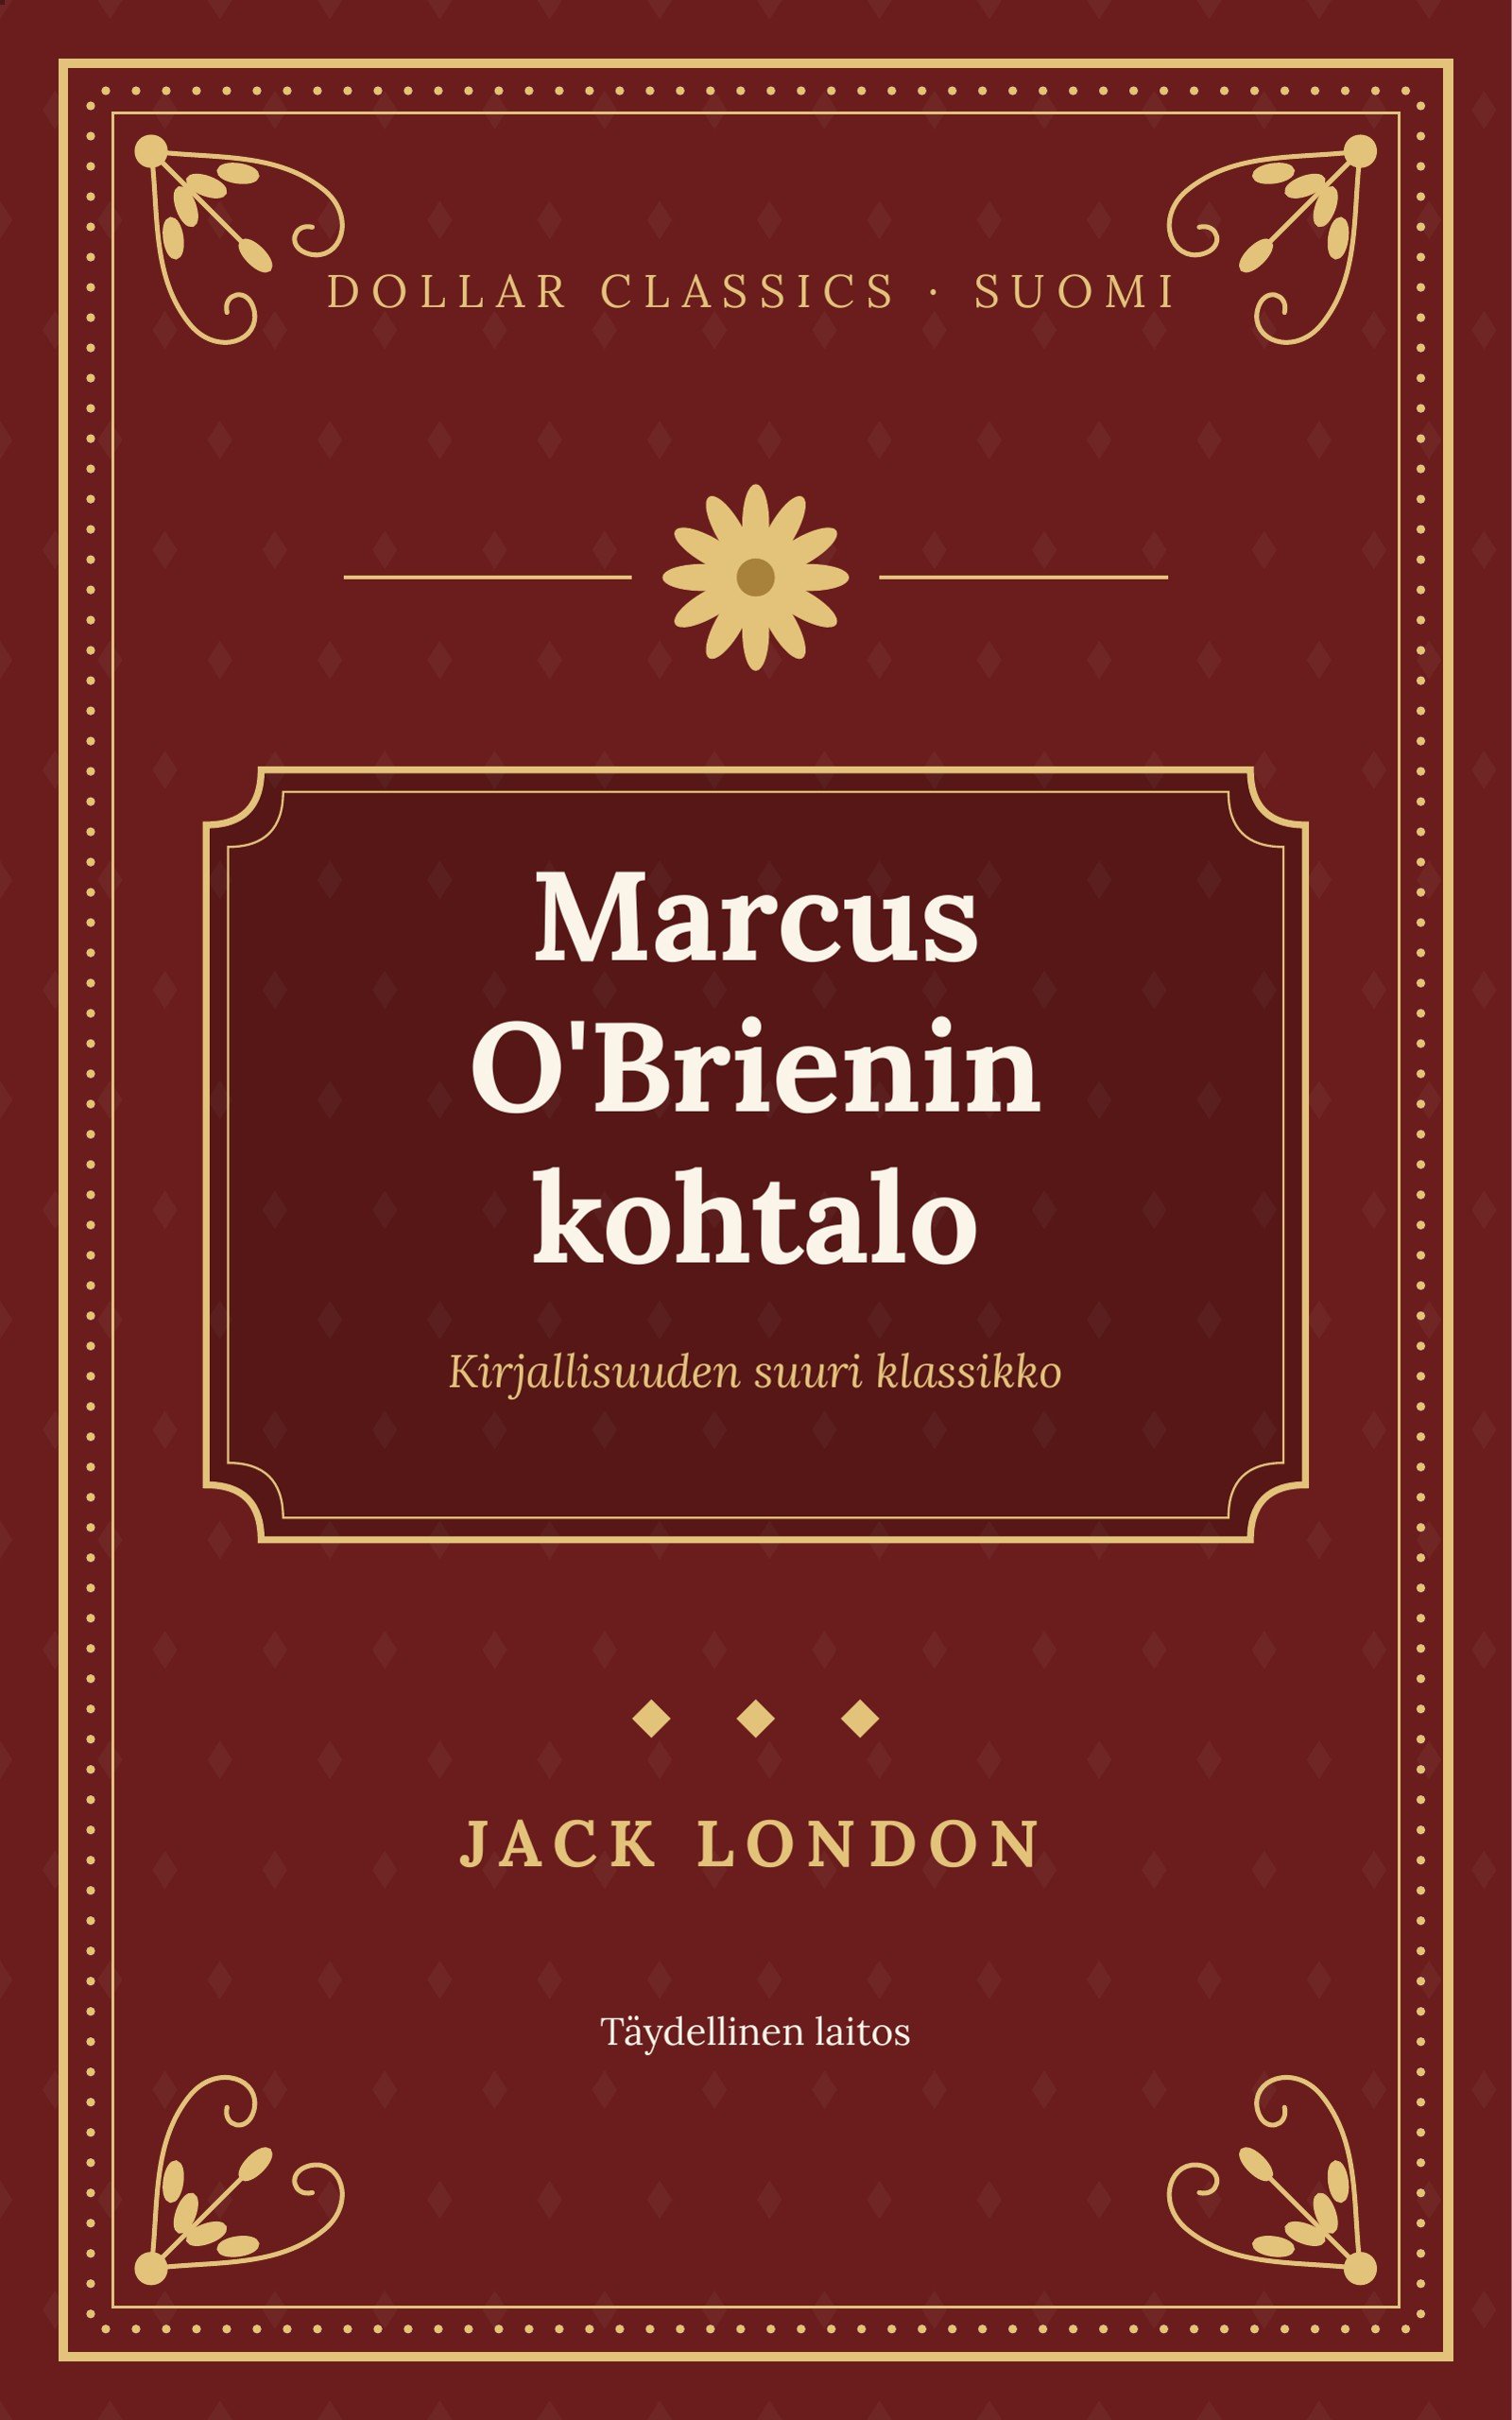 DOLLAR CLASSICS · SUOMI
Marcus
O'Brienin
kohtalo
Kirjallisuuden suuri klassikko
JACK LONDON
Täydellinen laitos